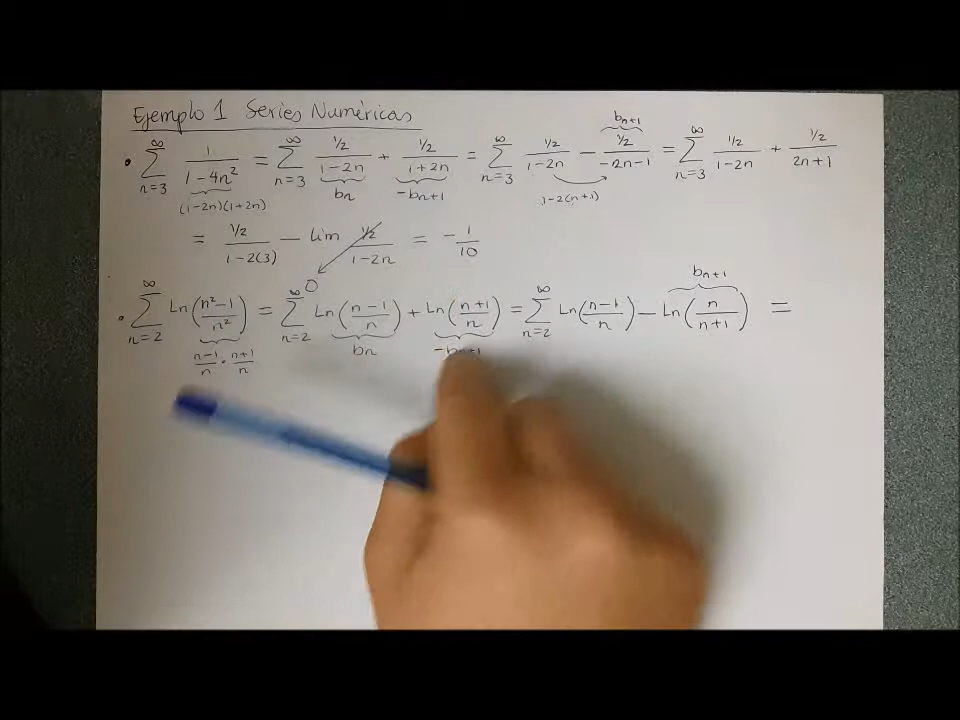 Ejemplo 1 Series Numéricas
• ∞∑n=3 1/(1-4n²) = ∞∑n=3 ½/(1-2n) + ½/(1+2n) = ∞∑n=3 ½/(1-2n) - ½/(-2n-1) = ∞∑n=3 ½/(1-2n) + ½/(2n+1)
(1-2n)(1+2n) bn -bn+1 bn+1 1-2(n+1)
= ½/(1-2(3)) - lim ½/(1-2n) = -1/10
0
• ∞∑n=2 Ln(n²-1/n²) = ∞∑n=2 Ln(n-1/n) + Ln(n+1/n) = ∞∑n=2 Ln(n-1/n) - Ln(n/n+1) =
n-1/n · n+1/n bn -bn+1 bn+1